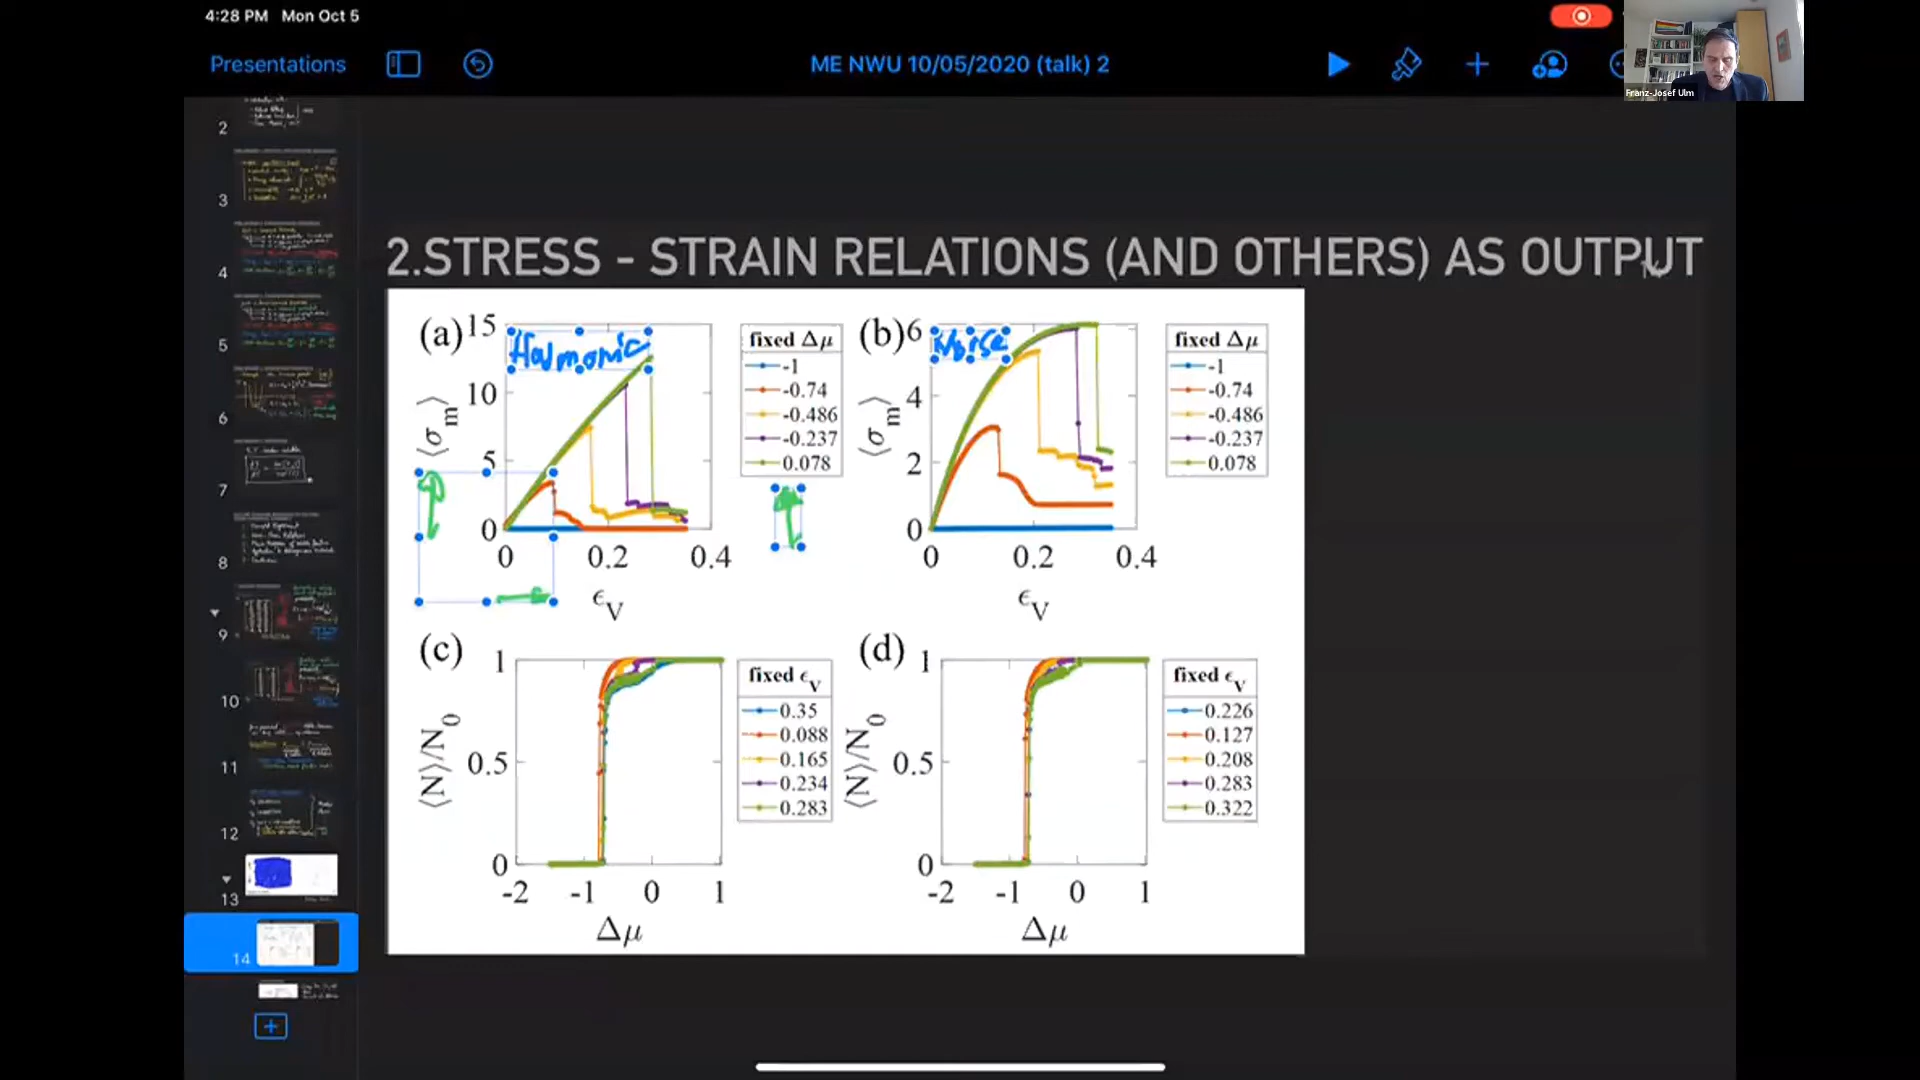 4:28 PM Mon Oct 5
Presentations
ME NWU 10/05/2020 (talk) 2
Franz-Josef Ulm
2
3
4
5
6
7
8
9
10
11
12
13
14
2.STRESS - STRAIN RELATIONS (AND OTHERS) AS OUTPUT
(a)
Harmonic
15
10
5
0
⟨σm⟩
0 0.2 0.4
ϵV
fixed Δμ
-1
-0.74
-0.486
-0.237
0.078
(b)
Noise
6
4
2
0
⟨σm⟩
0 0.2 0.4
ϵV
fixed Δμ
-1
-0.74
-0.486
-0.237
0.078
(c)
1
0.5
0
⟨N⟩/N0
-2 -1 0 1
Δμ
fixed ϵV
0.35
0.088
0.165
0.234
0.283
(d)
1
0.5
0
⟨N⟩/N0
-2 -1 0 1
Δμ
fixed ϵV
0.226
0.127
0.208
0.283
0.322